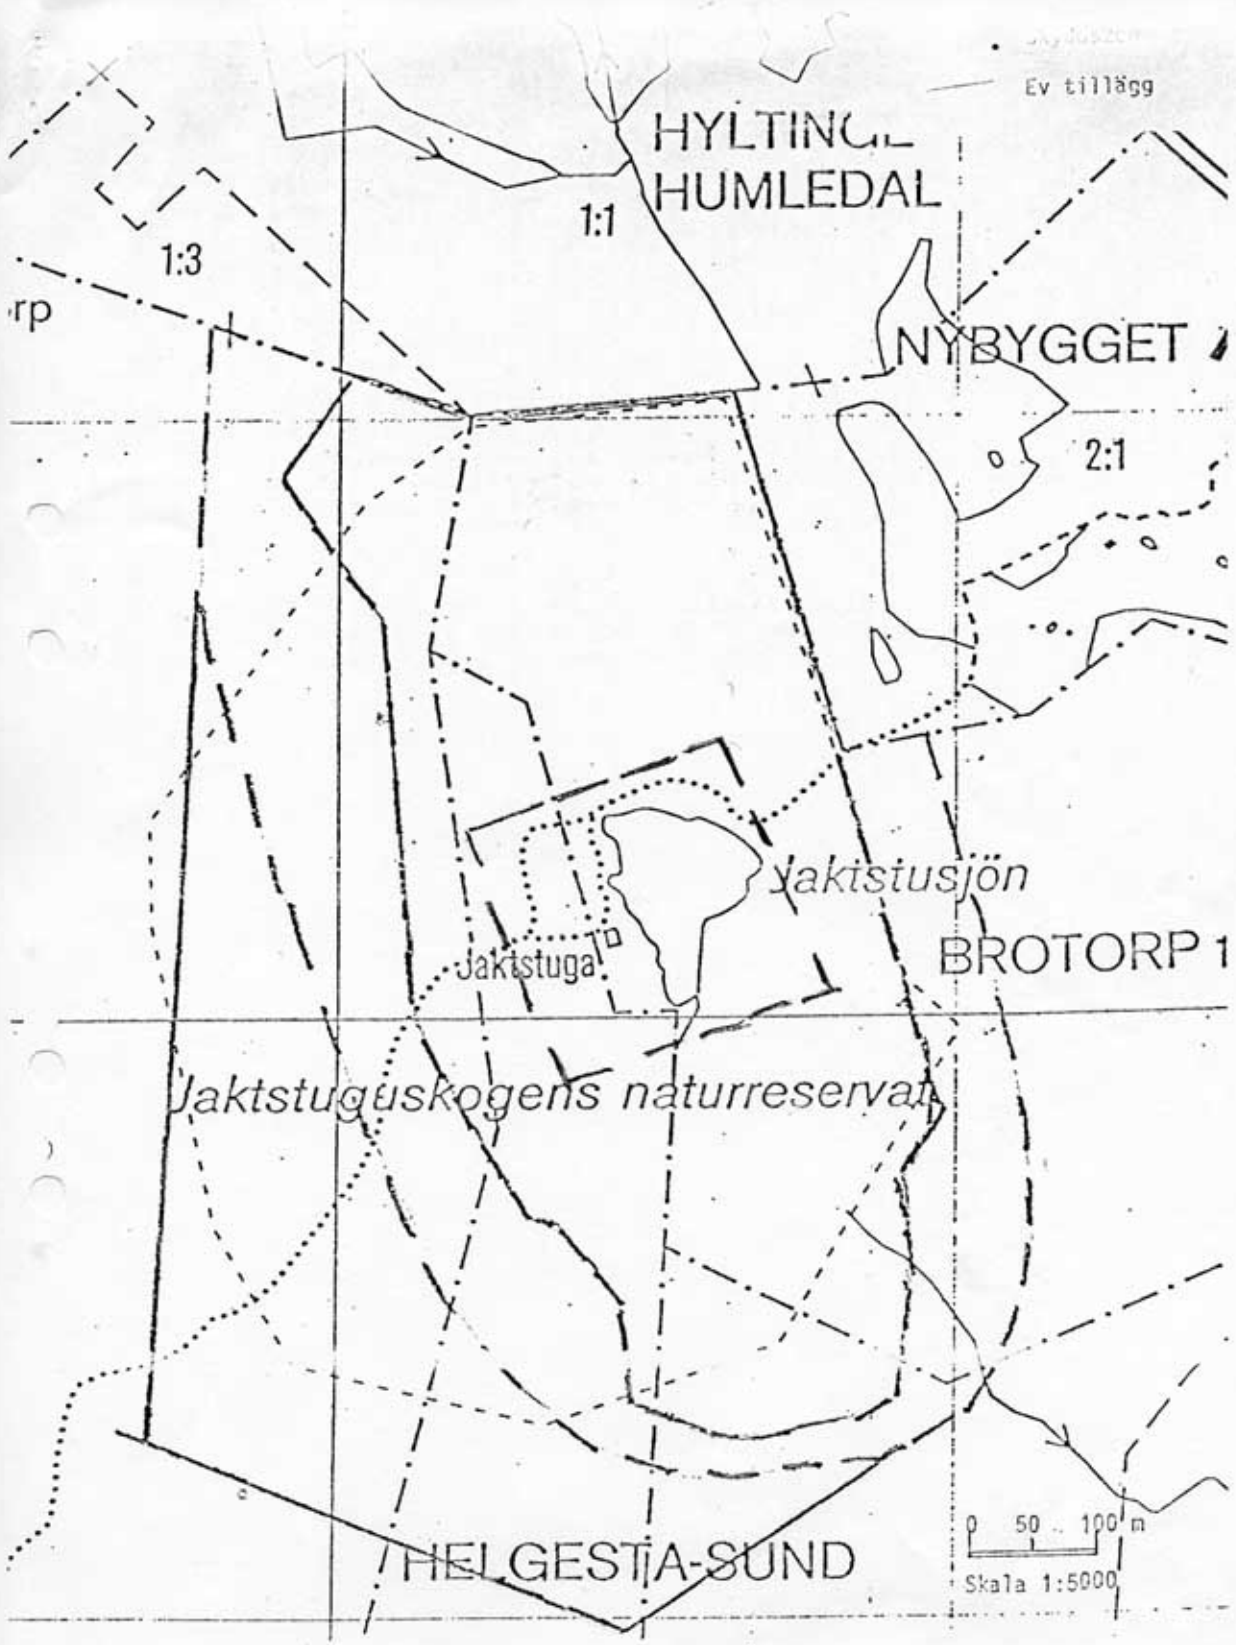 Ev tillägg
HYLTINGE
HUMLEDAL
1:1
1:3
rp
NYBYGGET
2:1
Jaktstusjön
BROTORP 1
Jaktstuga
Jaktstuguskogens naturreservat
0 50 100 m
HELGESTA-SUND
Skala 1:5000